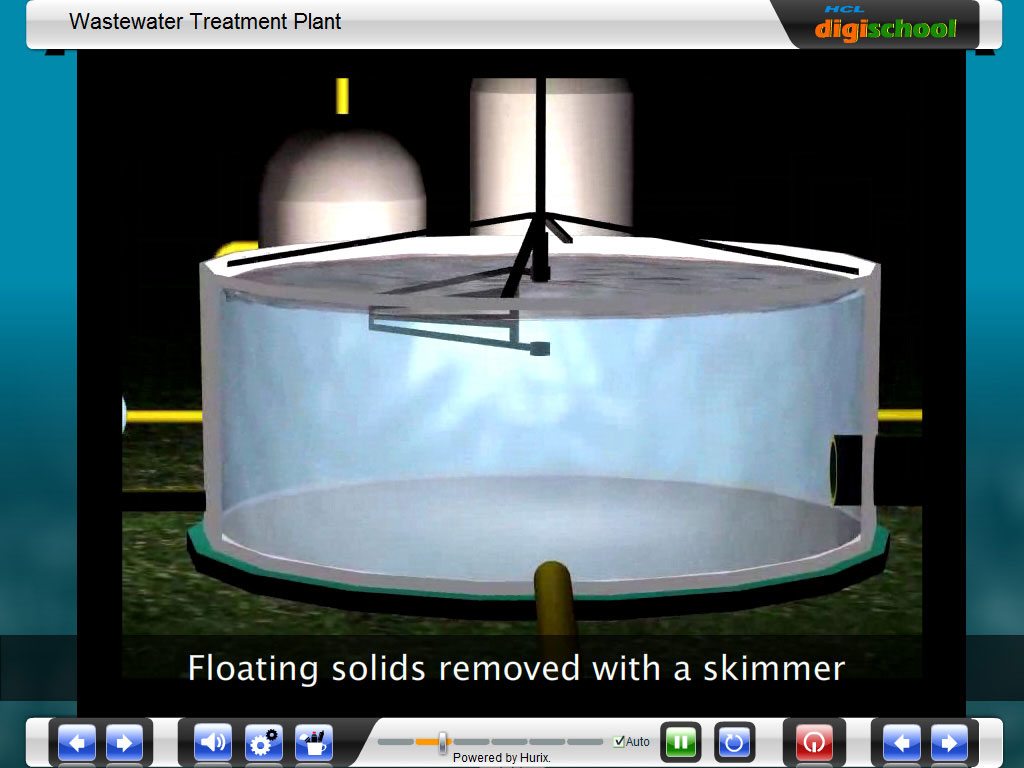 Wastewater Treatment Plant
HCL
digischool
Floating solids removed with a skimmer
Auto
Powered by Hurix.